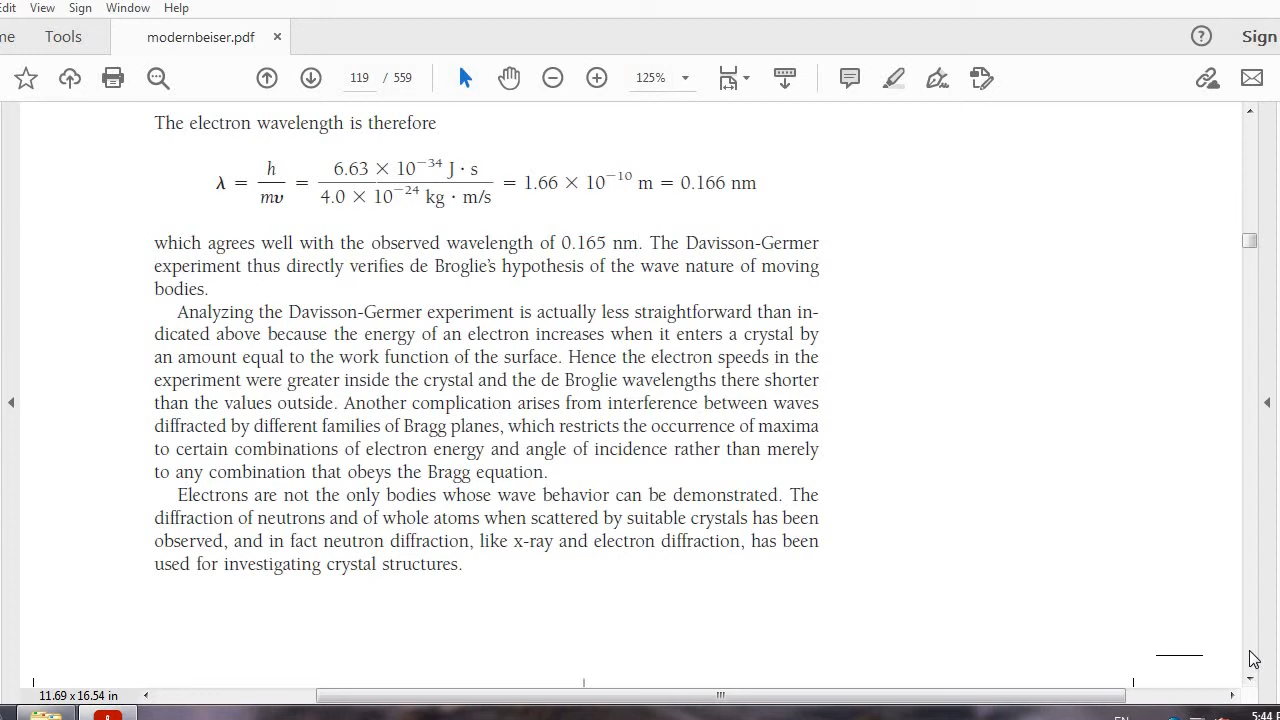 Edit View Sign Window Help
me Tools modernbeiser.pdf × ? Sign
119 / 559 125%
The electron wavelength is therefore
λ = h/mυ = 6.63 × 10⁻³⁴ J · s / 4.0 × 10⁻²⁴ kg · m/s = 1.66 × 10⁻¹⁰ m = 0.166 nm
which agrees well with the observed wavelength of 0.165 nm. The Davisson-Germer
experiment thus directly verifies de Broglie's hypothesis of the wave nature of moving
bodies.
Analyzing the Davisson-Germer experiment is actually less straightforward than in-
dicated above because the energy of an electron increases when it enters a crystal by
an amount equal to the work function of the surface. Hence the electron speeds in the
experiment were greater inside the crystal and the de Broglie wavelengths there shorter
than the values outside. Another complication arises from interference between waves
diffracted by different families of Bragg planes, which restricts the occurrence of maxima
to certain combinations of electron energy and angle of incidence rather than merely
to any combination that obeys the Bragg equation.
Electrons are not the only bodies whose wave behavior can be demonstrated. The
diffraction of neutrons and of whole atoms when scattered by suitable crystals has been
observed, and in fact neutron diffraction, like x-ray and electron diffraction, has been
used for investigating crystal structures.
11.69 x 16.54 in
EN 5:44